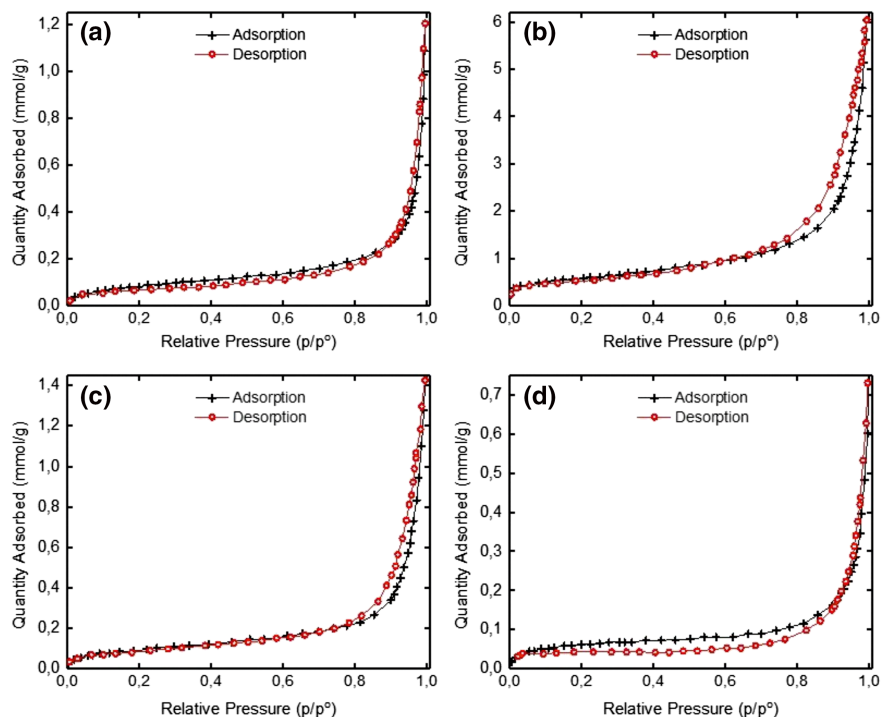 (a)
Adsorption
Desorption
Quantity Adsorbed (mmol/g)
1,2
1,0
0,8
0,6
0,4
0,2
0,0
0,0 0,2 0,4 0,6 0,8 1,0
Relative Pressure (p/pº)
(b)
Adsorption
Desorption
Quantity Adsorbed (mmol/g)
6
5
4
3
2
1
0
0,0 0,2 0,4 0,6 0,8 1,0
Relative Pressure (p/pº)
(c)
Adsorption
Desorption
Quantity Adsorbed (mmol/g)
1,4
1,2
1,0
0,8
0,6
0,4
0,2
0,0
0,0 0,2 0,4 0,6 0,8 1,0
Relative Pressure (p/pº)
(d)
Adsorption
Desorption
Quantity Adsorbed (mmol/g)
0,7
0,6
0,5
0,4
0,3
0,2
0,1
0,0
0,0 0,2 0,4 0,6 0,8 1,0
Relative Pressure (p/pº)